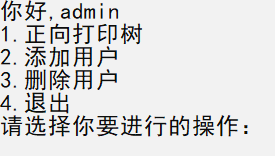 你好,admin
1.正向打印树
2.添加用户
3.删除用户
4.退出
请选择你要进行的操作：